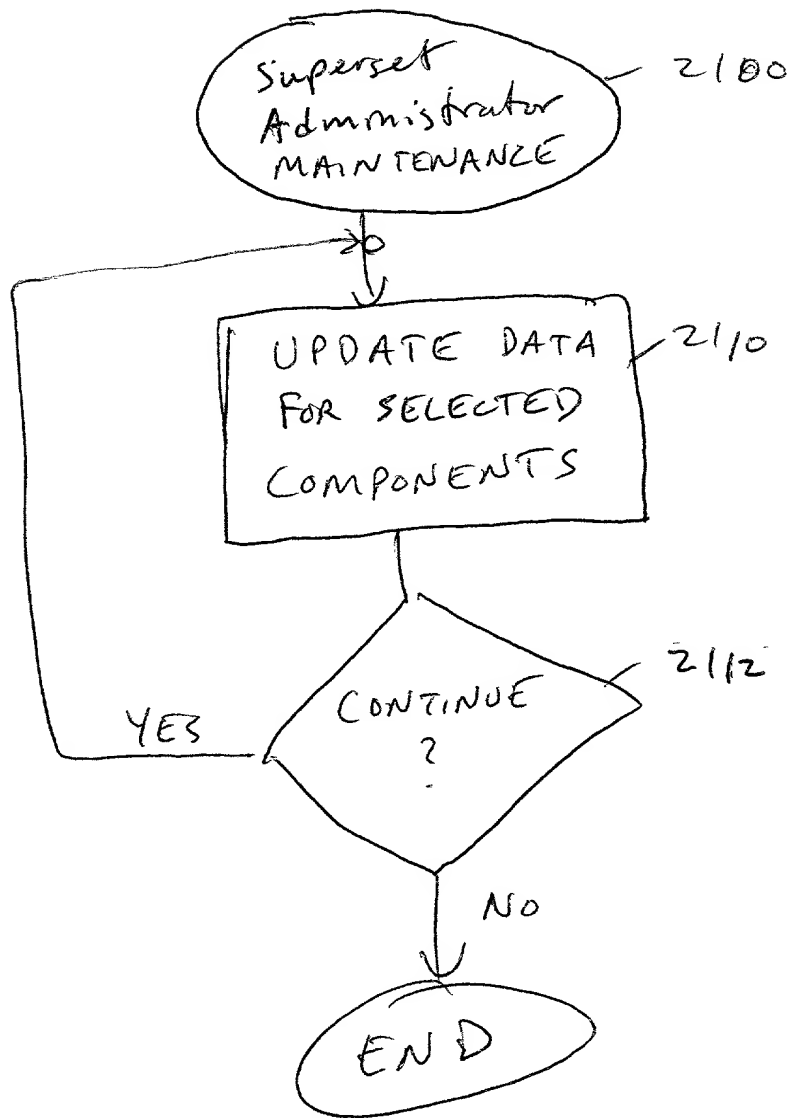 Superset
Administrator
MAINTENANCE
2100
UPDATE DATA
FOR SELECTED
COMPONENTS
2110
CONTINUE
?
2112
YES
NO
END